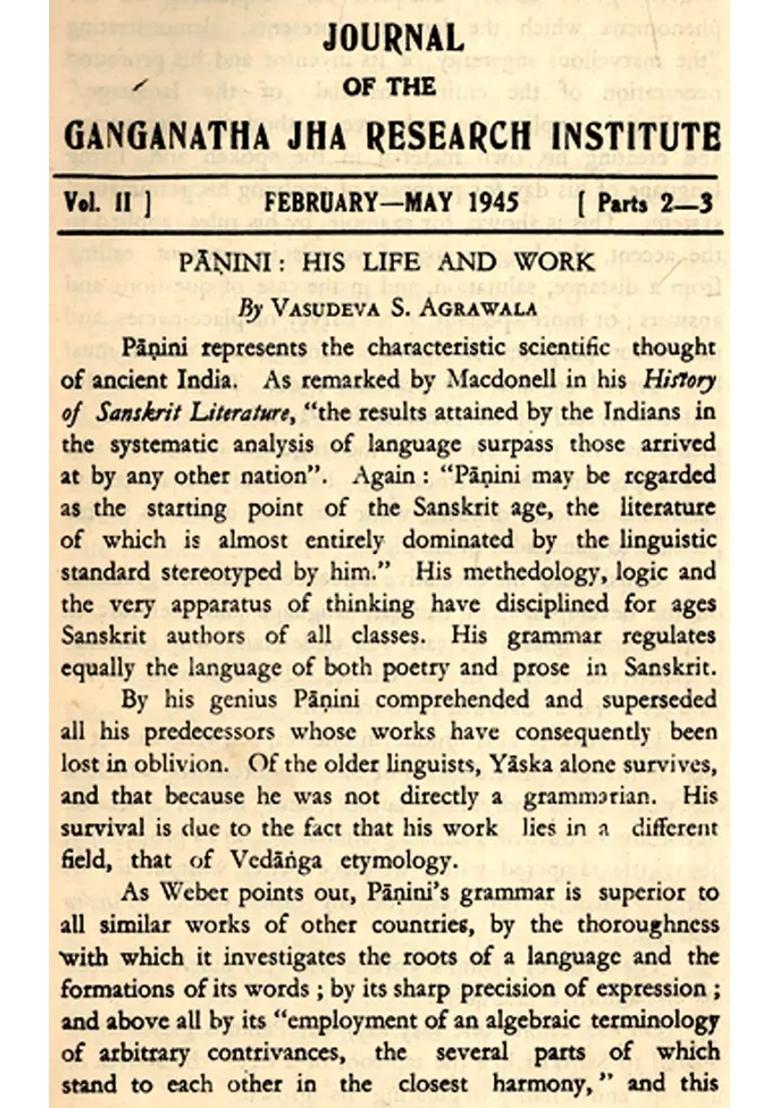 JOURNAL
OF THE
GANGANATHA JHA RESEARCH INSTITUTE
Vol. II ] FEBRUARY—MAY 1945 [ Parts 2—3
PĀṆINI : HIS LIFE AND WORK
By VASUDEVA S. AGRAWALA
Pāṇini represents the characteristic scientific thought
of ancient India. As remarked by Macdonell in his History
of Sanskrit Literature, “the results attained by the Indians in
the systematic analysis of language surpass those arrived
at by any other nation”. Again : “Pāṇini may be regarded
as the starting point of the Sanskrit age, the literature
of which is almost entirely dominated by the linguistic
standard stereotyped by him.” His methedology, logic and
the very apparatus of thinking have disciplined for ages
Sanskrit authors of all classes. His grammar regulates
equally the language of both poetry and prose in Sanskrit.
By his genius Pāṇini comprehended and superseded
all his predecessors whose works have consequently been
lost in oblivion. Of the older linguists, Yāska alone survives,
and that because he was not directly a grammarian. His
survival is due to the fact that his work lies in a different
field, that of Vedāṅga etymology.
As Weber points out, Pāṇini’s grammar is superior to
all similar works of other countries, by the thoroughness
with which it investigates the roots of a language and the
formations of its words ; by its sharp precision of expression ;
and above all by its “employment of an algebraic terminology
of arbitrary contrivances, the several parts of which
stand to each other in the closest harmony, ” and this